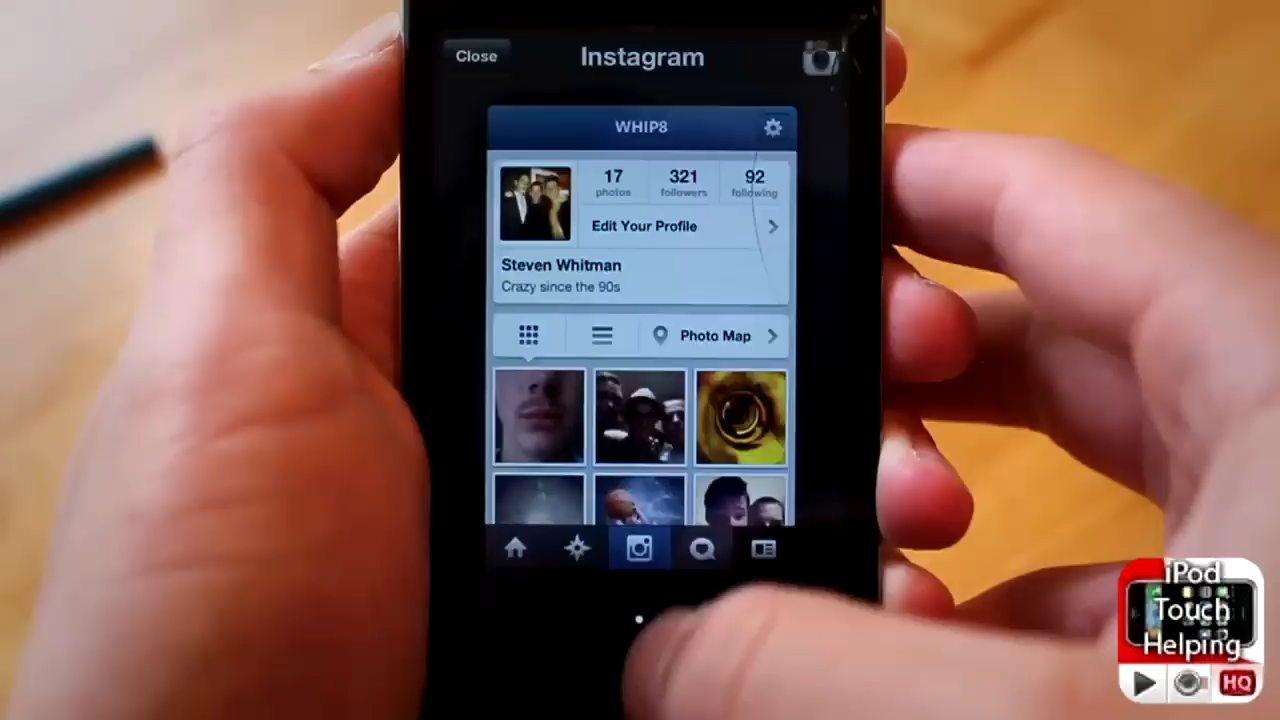 Close
Instagram
WHIP8
17
photos
321
followers
92
following
Edit Your Profile
Steven Whitman
Crazy since the 90s
Photo Map
iPod
Touch
Helping
HQ